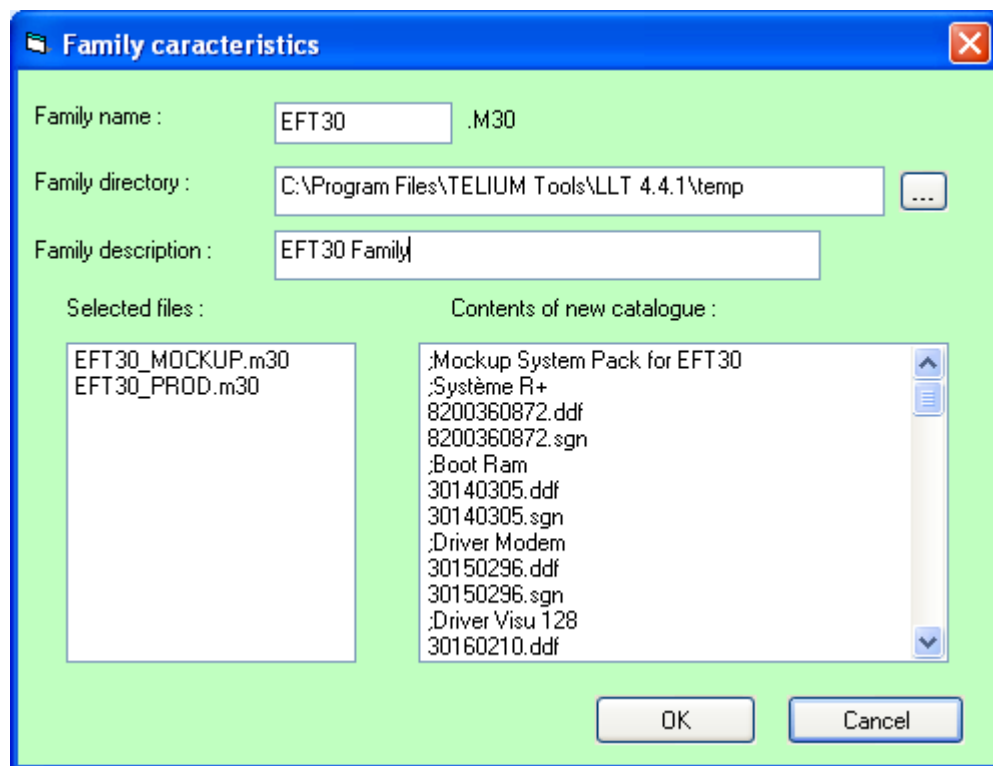 Family caracteristics
Family name : EFT30 .M30
Family directory : C:\Program Files\TELIUM Tools\LLT 4.4.1\temp ...
Family description : EFT30 Family
Selected files :
EFT30_MOCKUP.m30
EFT30_PROD.m30
Contents of new catalogue :
;Mockup System Pack for EFT30
;Système R+
8200360872.ddf
8200360872.sgn
;Boot Ram
30140305.ddf
30140305.sgn
;Driver Modem
30150296.ddf
30150296.sgn
;Driver Visu 128
30160210.ddf
OK Cancel